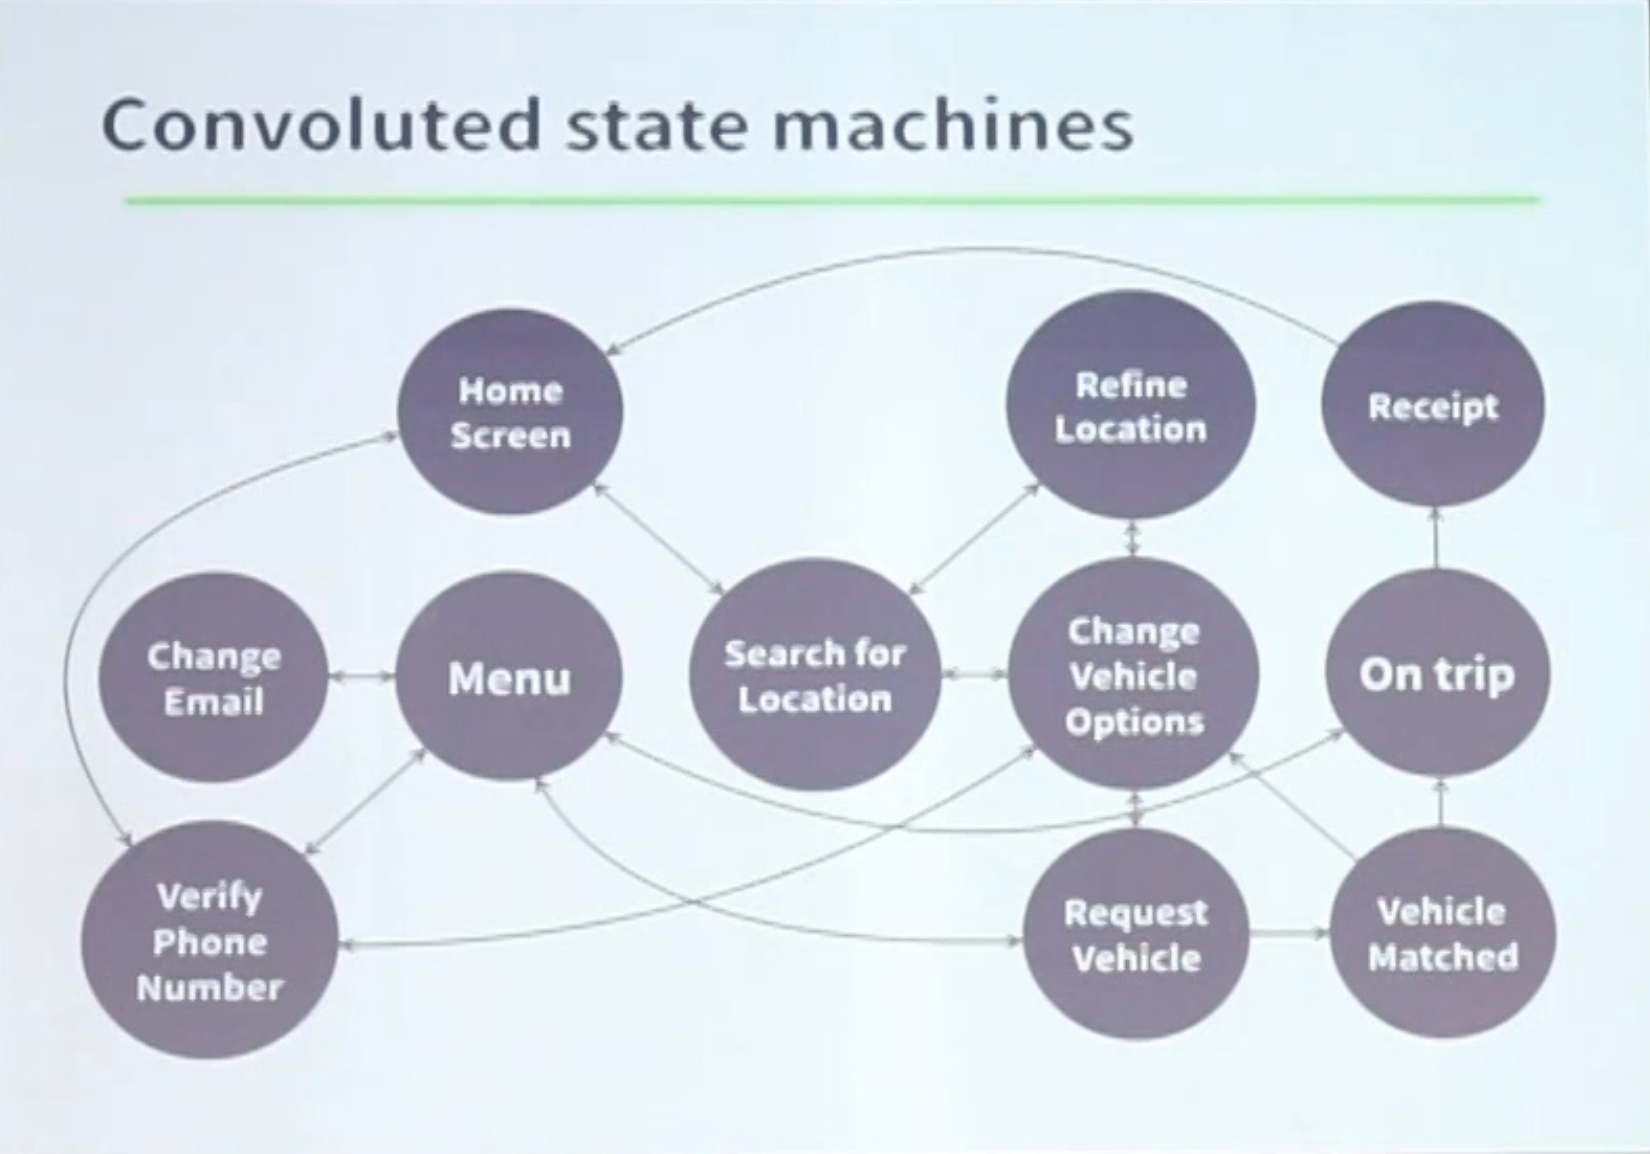 Convoluted state machines
Home
Screen
Refine
Location
Receipt
Change
Email
Menu
Search for
Location
Change
Vehicle
Options
On trip
Verify
Phone
Number
Request
Vehicle
Vehicle
Matched